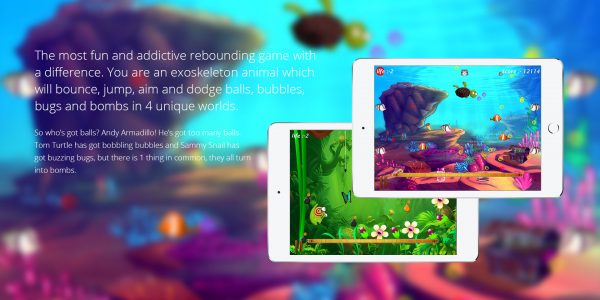 The most fun and addictive rebounding game with
a difference. You are an exoskeleton animal which
will bounce, jump, aim and dodge balls, bubbles,
bugs and bombs in 4 unique worlds.
So who's got balls? Andy Armadillo! He's got too many balls.
Tom Turtle has got bobbling bubbles and Sammy Snail has
got buzzing bugs, but there is 1 thing in common, they all turn
into bombs.
life :-2
Score :- 12114
life :-2